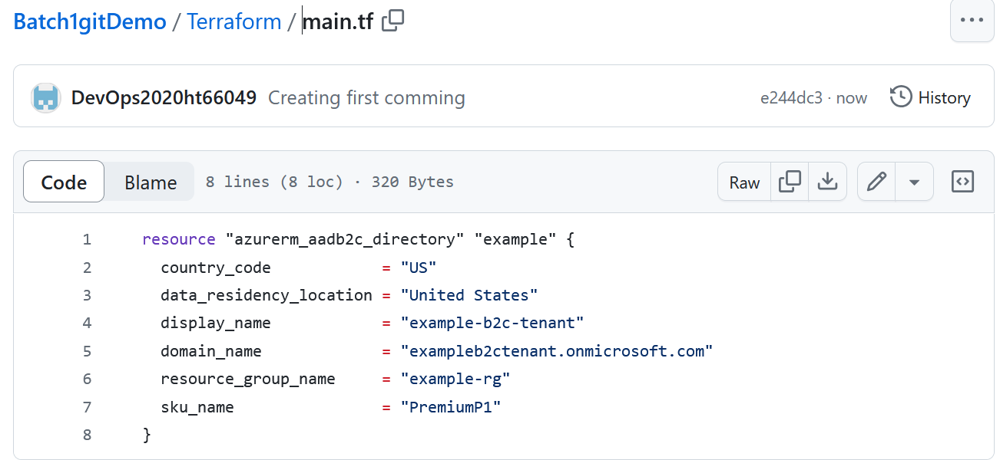 Batch1gitDemo / Terraform / main.tf
DevOps2020ht66049 Creating first comming e244dc3 · now History
Code Blame 8 lines (8 loc) · 320 Bytes Raw
1 resource "azurerm_aadb2c_directory" "example" {
2   country_code            = "US"
3   data_residency_location = "United States"
4   display_name            = "example-b2c-tenant"
5   domain_name             = "exampleb2ctenant.onmicrosoft.com"
6   resource_group_name     = "example-rg"
7   sku_name                = "PremiumP1"
8 }